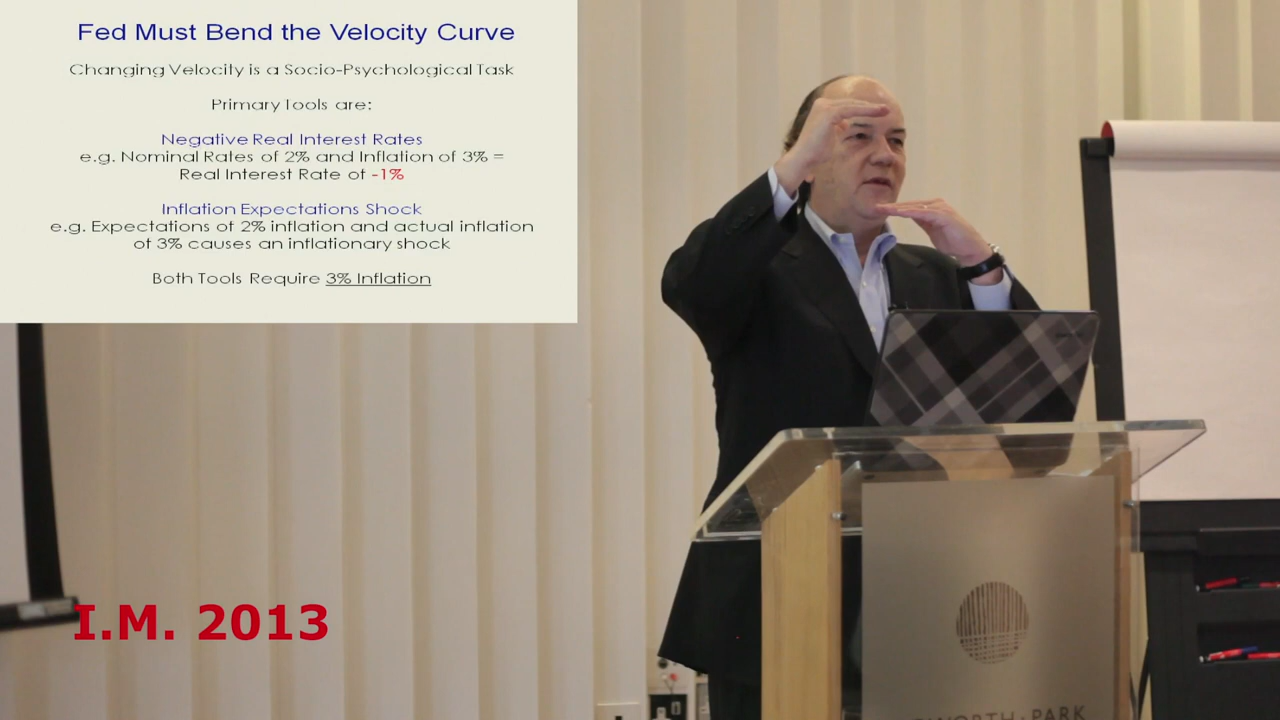 Fed Must Bend the Velocity Curve
Changing Velocity is a Socio-Psychological Task
Primary Tools are:
Negative Real Interest Rates
e.g. Nominal Rates of 2% and Inflation of 3% =
Real Interest Rate of -1%
Inflation Expectations Shock
e.g. Expectations of 2% inflation and actual inflation
of 3% causes an inflationary shock
Both Tools Require 3% Inflation
I.M. 2013
PARK